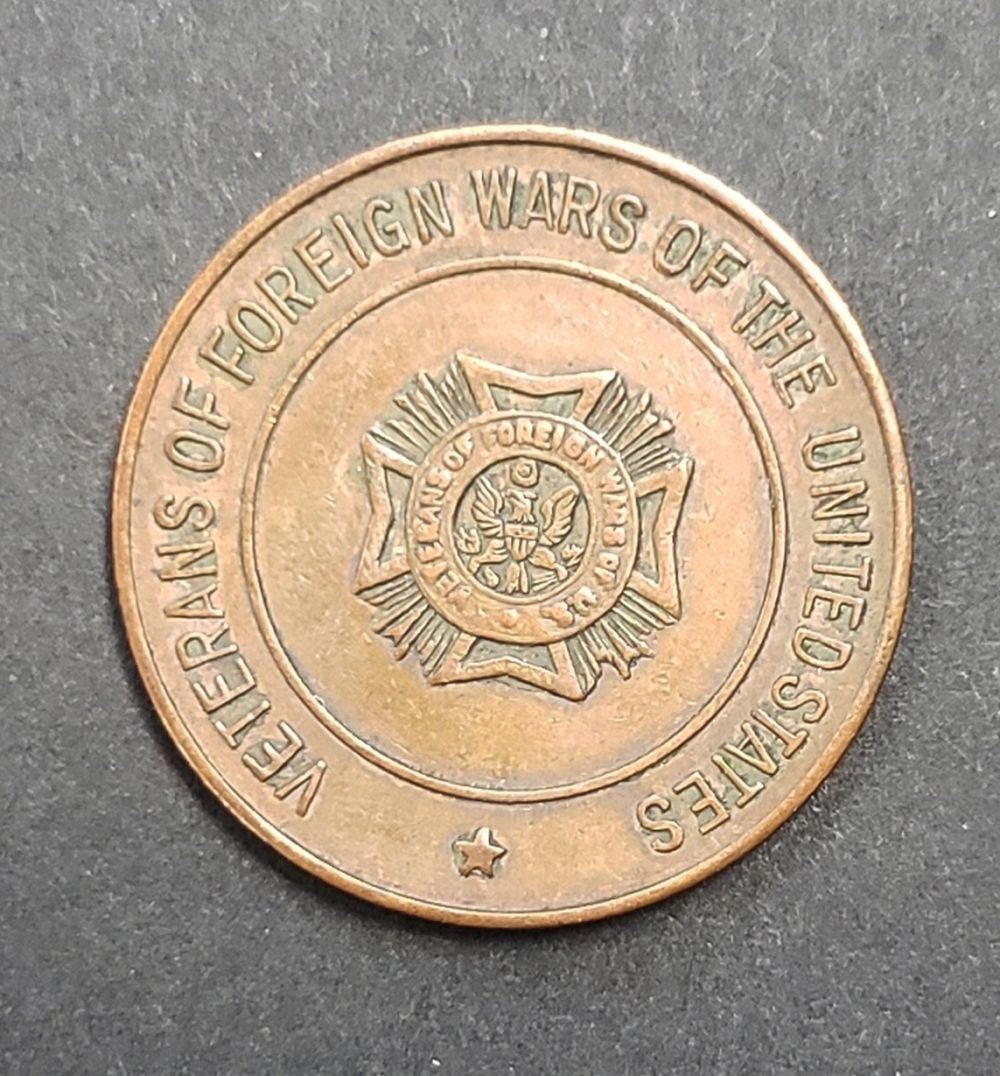 VETERANS OF FOREIGN WARS OF THE UNITED STATES
VETERANS OF FOREIGN WARS OF U.S.